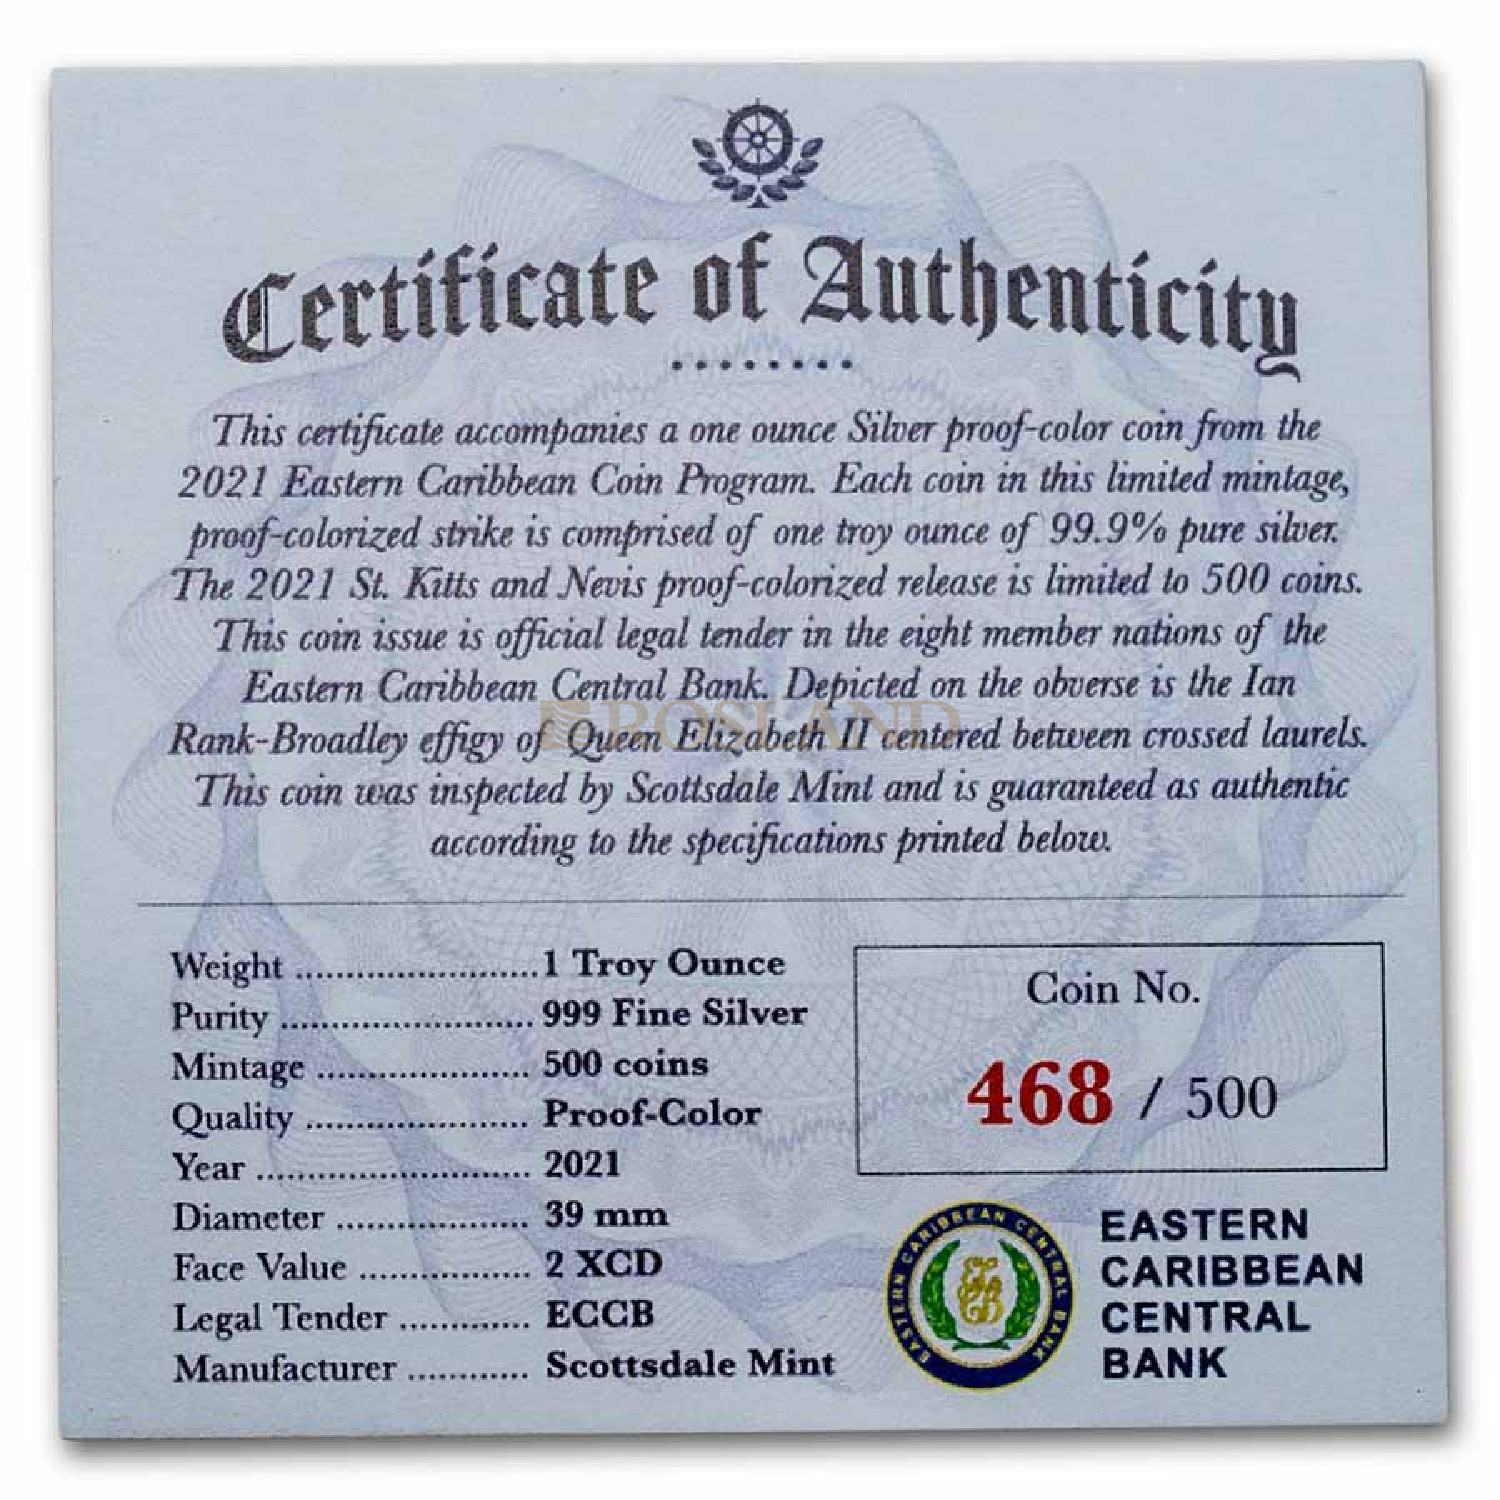 Certificate of Authenticity
This certificate accompanies a one ounce Silver proof-color coin from the
2021 Eastern Caribbean Coin Program. Each coin in this limited mintage,
proof-colorized strike is comprised of one troy ounce of 99.9% pure silver.
The 2021 St. Kitts and Nevis proof-colorized release is limited to 500 coins.
This coin issue is official legal tender in the eight member nations of the
Eastern Caribbean Central Bank. Depicted on the obverse is the Ian
Rank-Broadley effigy of Queen Elizabeth II centered between crossed laurels.
This coin was inspected by Scottsdale Mint and is guaranteed as authentic
according to the specifications printed below.
ROSLAND
Weight ........................ 1 Troy Ounce
Purity ......................... 999 Fine Silver
Mintage ..................... 500 coins
Quality ...................... Proof-Color
Year ........................... 2021
Diameter ................... 39 mm
Face Value ................. 2 XCD
Legal Tender ............. ECCB
Manufacturer ............ Scottsdale Mint
Coin No.
468 / 500
EASTERN CARIBBEAN CENTRAL BANK
EASTERN
CARIBBEAN
CENTRAL
BANK